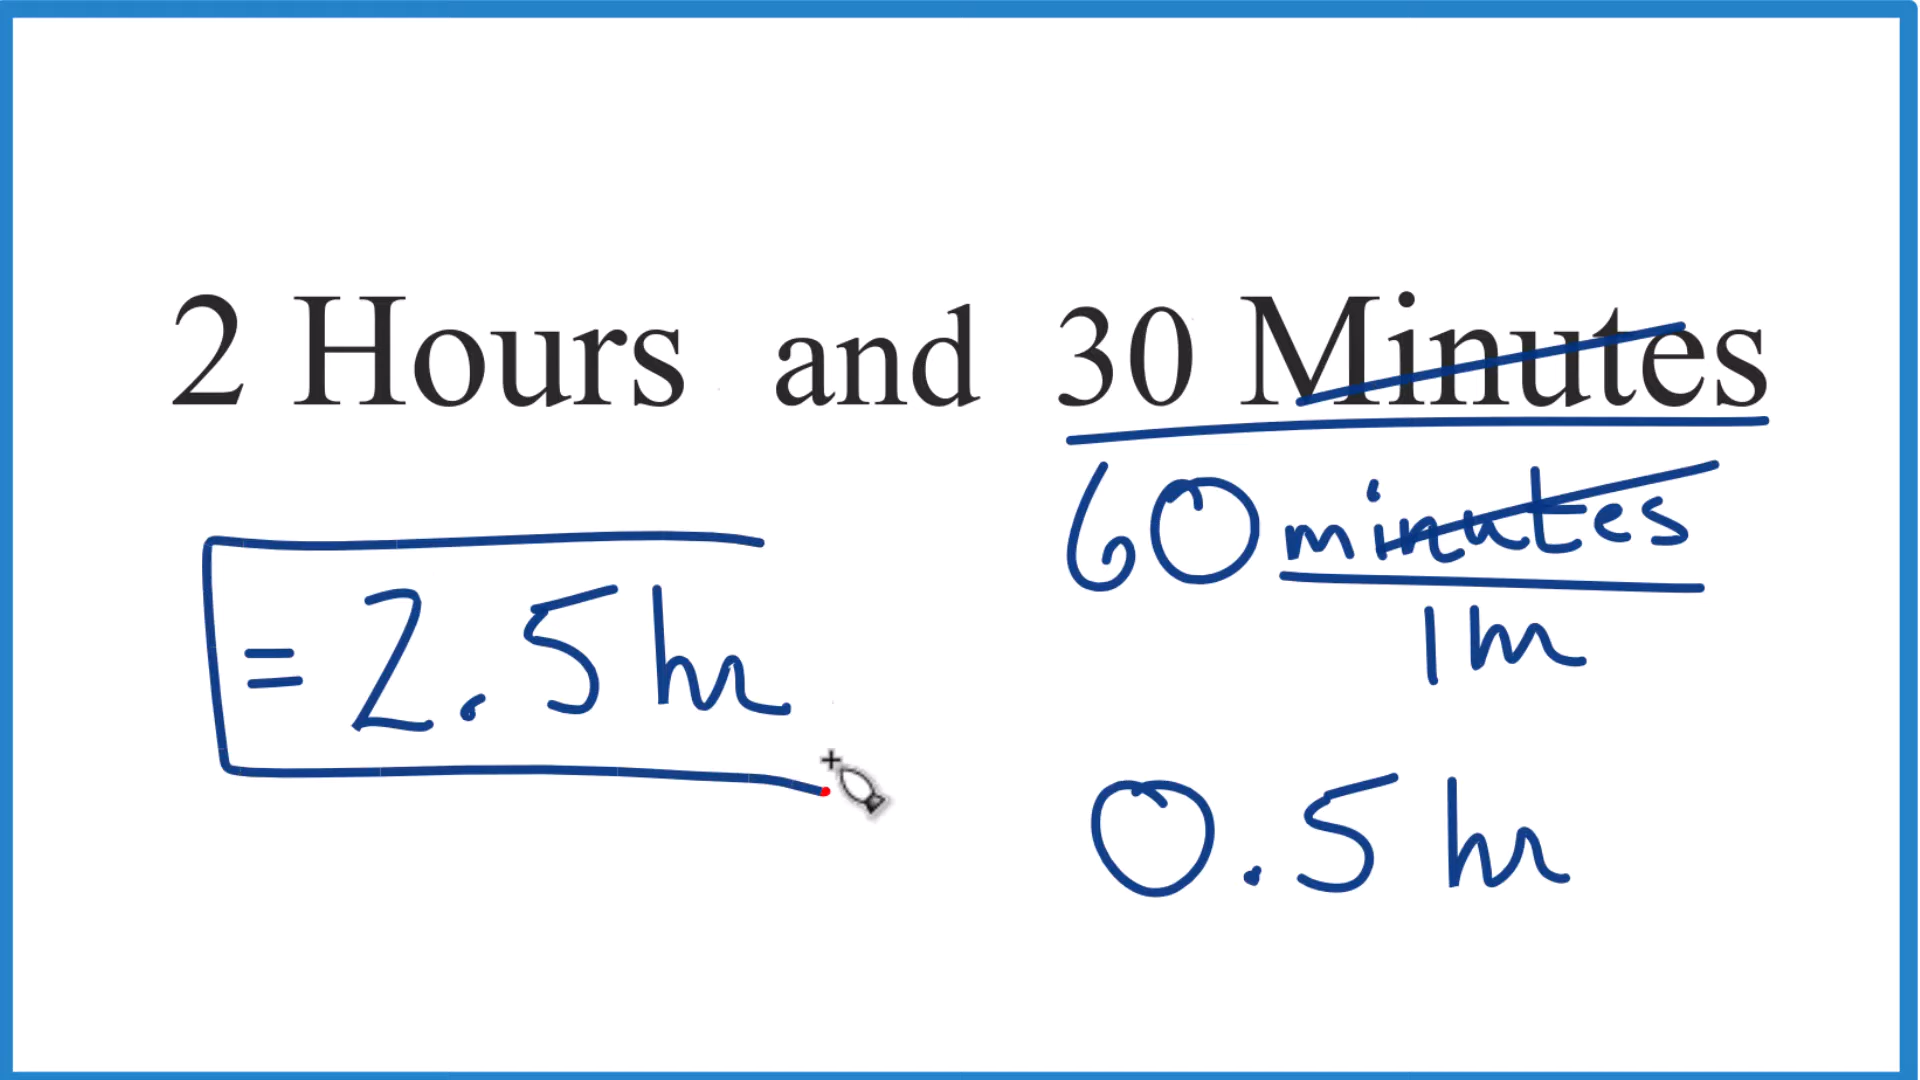 2 Hours and 30 Minutes
60 minutes
1 hr
= 2.5 hr
0.5 hr